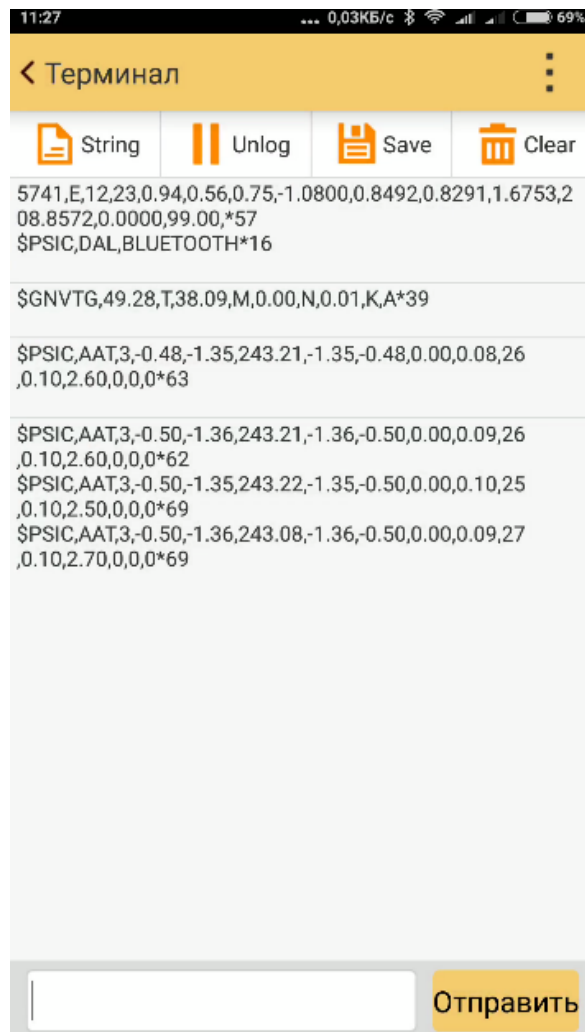 11:27 ... 0,03КБ/с 69%
Терминал
String Unlog Save Clear
5741,E,12,23,0.94,0.56,0.75,-1.0800,0.8492,0.8291,1.6753,2
08.8572,0.0000,99.00,*57
$PSIC,DAL,BLUETOOTH*16
$GNVTG,49.28,T,38.09,M,0.00,N,0.01,K,A*39
$PSIC,AAT,3,-0.48,-1.35,243.21,-1.35,-0.48,0.00,0.08,26
,0.10,2.60,0,0,0*63
$PSIC,AAT,3,-0.50,-1.36,243.21,-1.36,-0.50,0.00,0.09,26
,0.10,2.60,0,0,0*62
$PSIC,AAT,3,-0.50,-1.35,243.22,-1.35,-0.50,0.00,0.10,25
,0.10,2.50,0,0,0*69
$PSIC,AAT,3,-0.50,-1.36,243.08,-1.36,-0.50,0.00,0.09,27
,0.10,2.70,0,0,0*69
Отправить